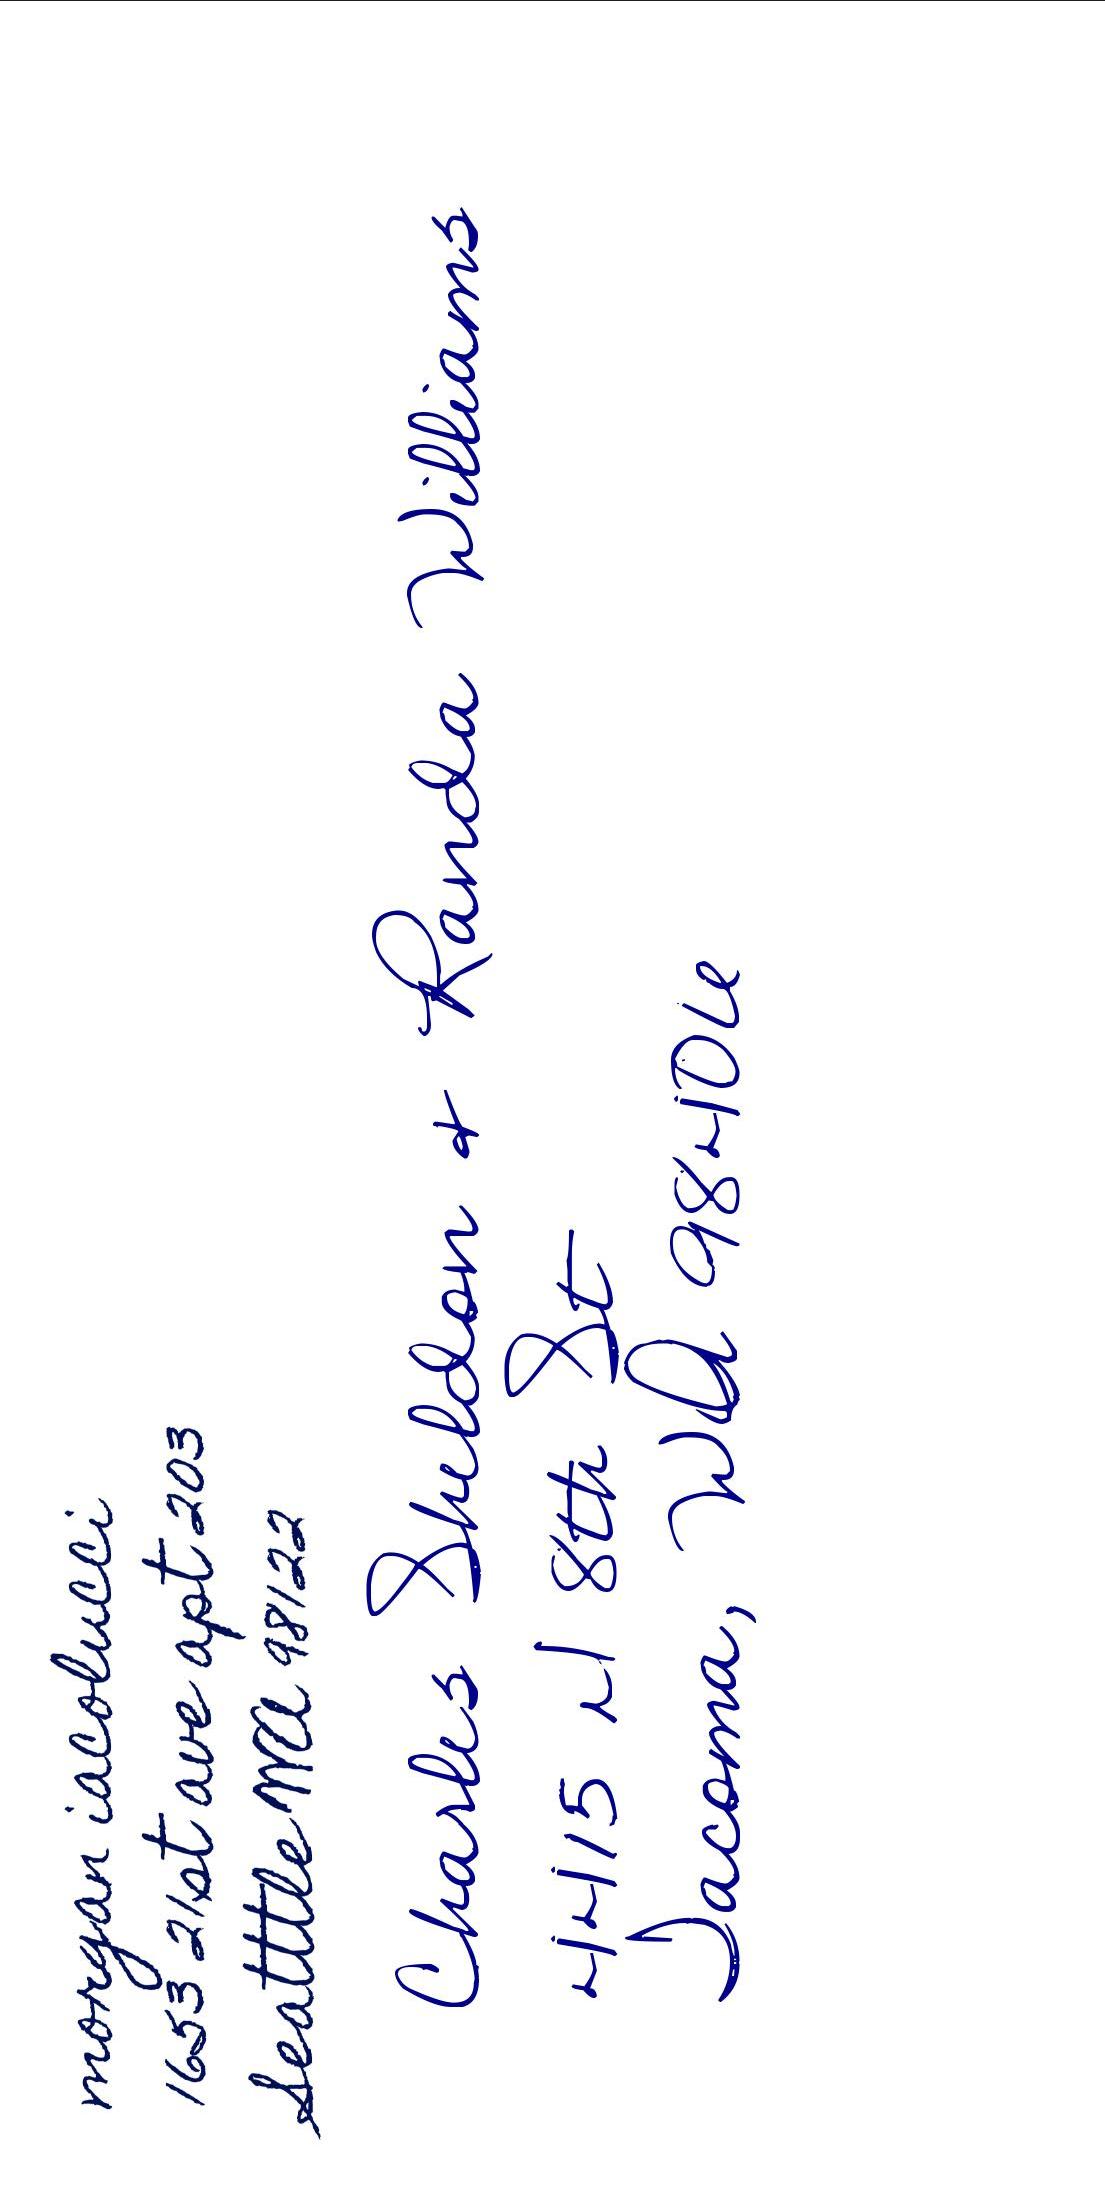 morgan iacolucci
1653 21st ave apt 203
Seattle WA 98122
Charles Sheldon & Randa Williams
4415 N 8th St
Tacoma, Wa 98406